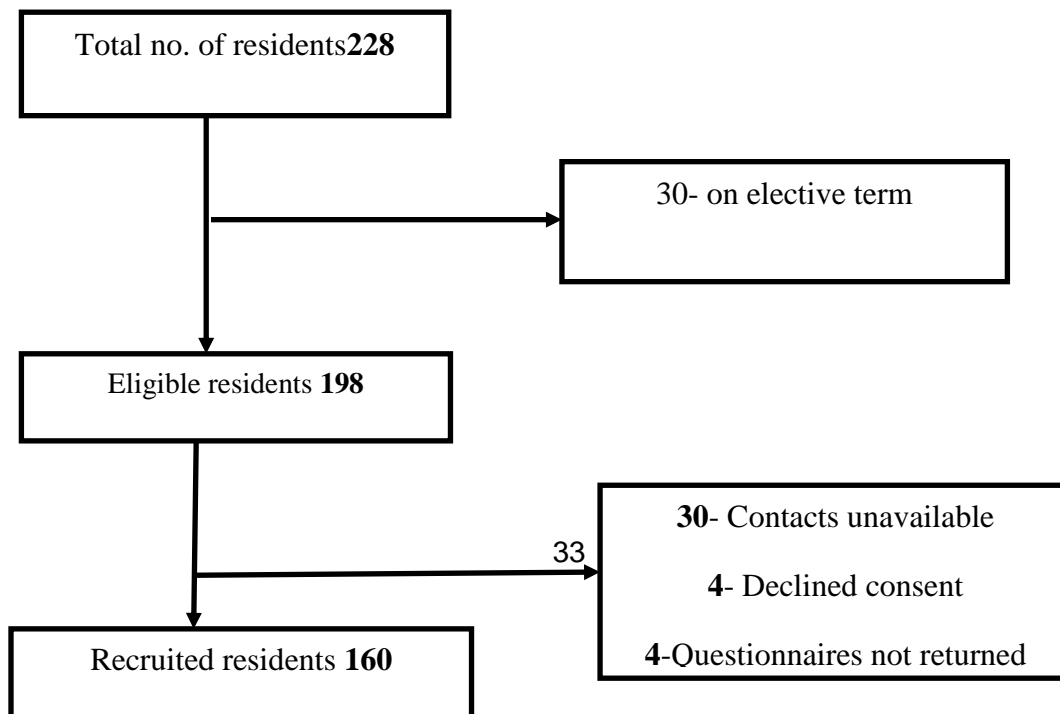 Total no. of residents228
30- on elective term
Eligible residents 198
33
30- Contacts unavailable
4- Declined consent
4-Questionnaires not returned
Recruited residents 160